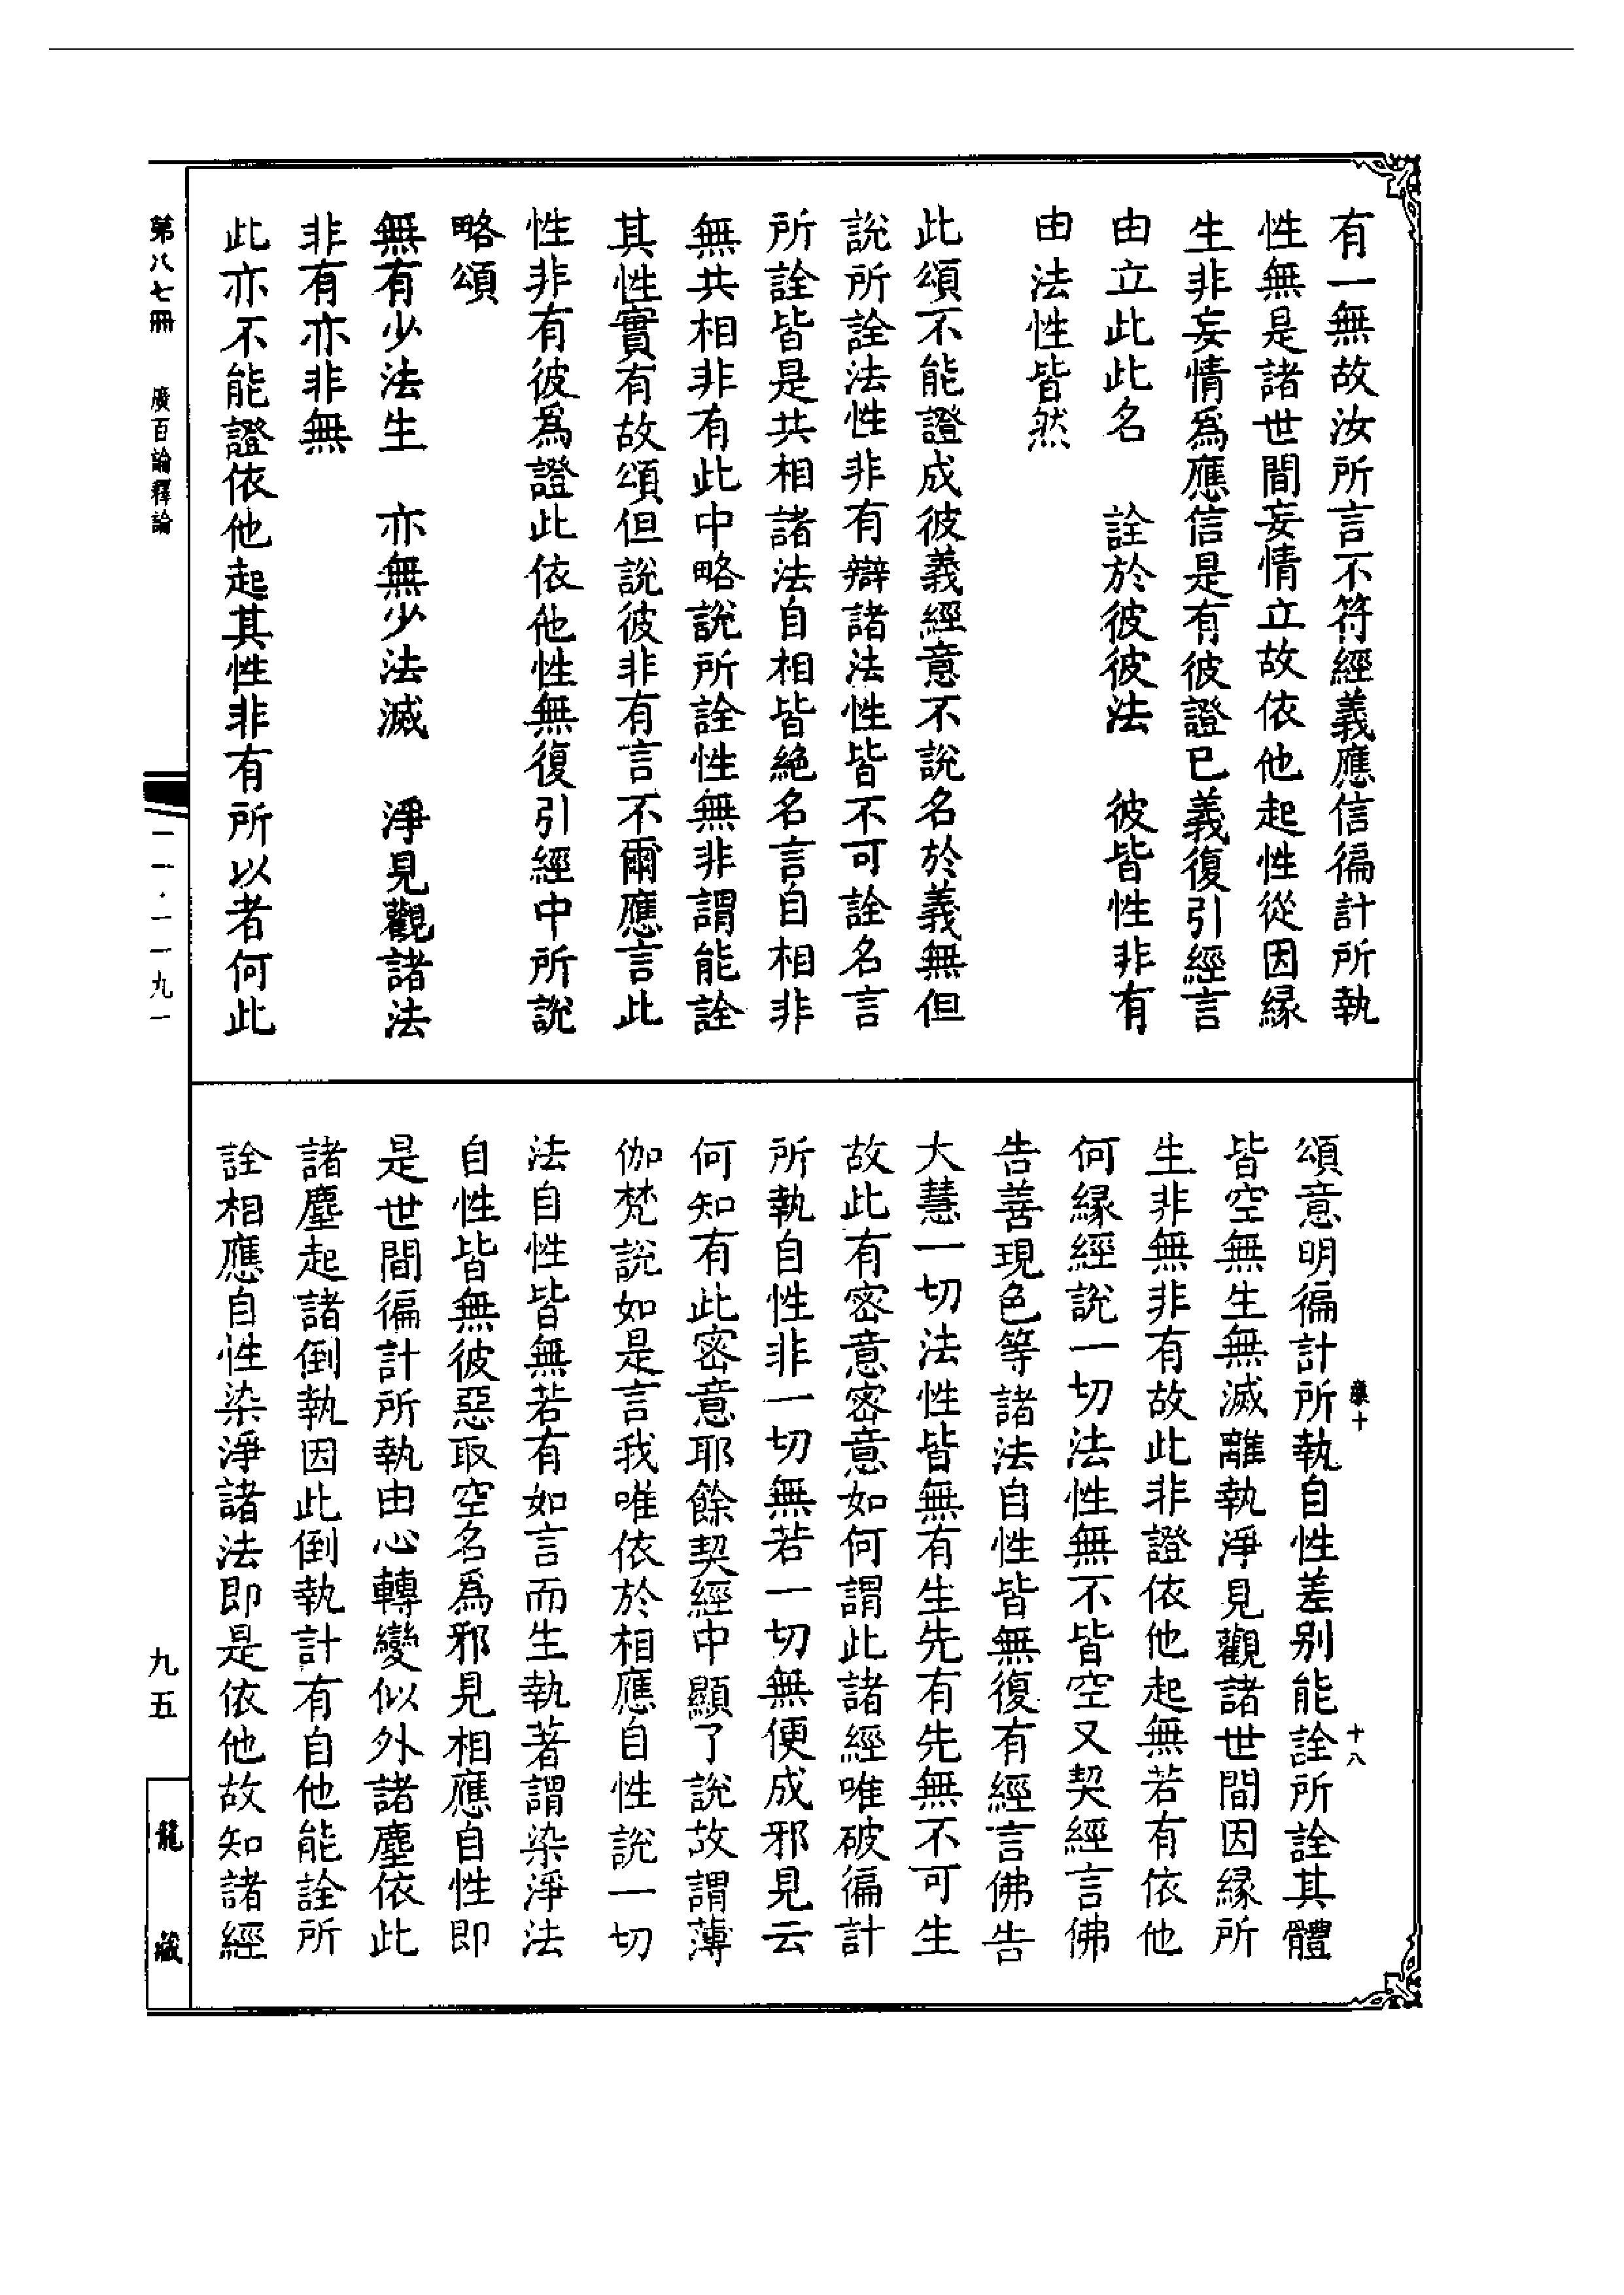 有一無故汝所言不符經義應信徧計所執
性無是諸世間妄情立故依他起性從因緣
生非妄情爲應信是有彼證已義復引經言
由立此此名　詮於彼彼法　彼皆性非有
由法性皆然
此頌不能證成彼義經意不說名於義無但
說所詮法性非有辯諸法性皆不可詮名言
所詮皆是共相諸法自相皆絕名言自相非
無共相非有此中略說所詮性無非謂能詮
其性實有故頌但說彼非有言不爾應言此
性非有彼爲證此依他性無復引經中所說
略頌
無有少法生　亦無少法滅　淨見觀諸法
非有亦非無
此亦不能證依他起其性非有所以者何此
頌意明徧計所執自性差別能詮所詮其體
皆空無生無滅離執淨見觀諸世間因緣所
生非無非有故此非證依他起無若有依他
何緣經說一切法性無不皆空又契經言佛
告善現色等諸法自性皆無復有經言佛告
大慧一切法性皆無有生先有先無不可生
故此有密意密意如何謂此諸經唯破徧計
所執自性非一切無若一切無便成邪見云
何知有此密意耶餘契經中顯了說故謂薄
伽梵說如是言我唯依於相應自性說一切
法自性皆無若有如言而生執著謂染淨法
自性皆無彼惡取空名爲邪見相應自性即
是世間徧計所執由心轉變似外諸塵依此
諸塵起諸倒執因此倒執計有自他能詮所
詮相應自性染淨諸法即是依他故知諸經
十八
第八七冊　廣百論釋論
一一·一一九一
九五
龍藏